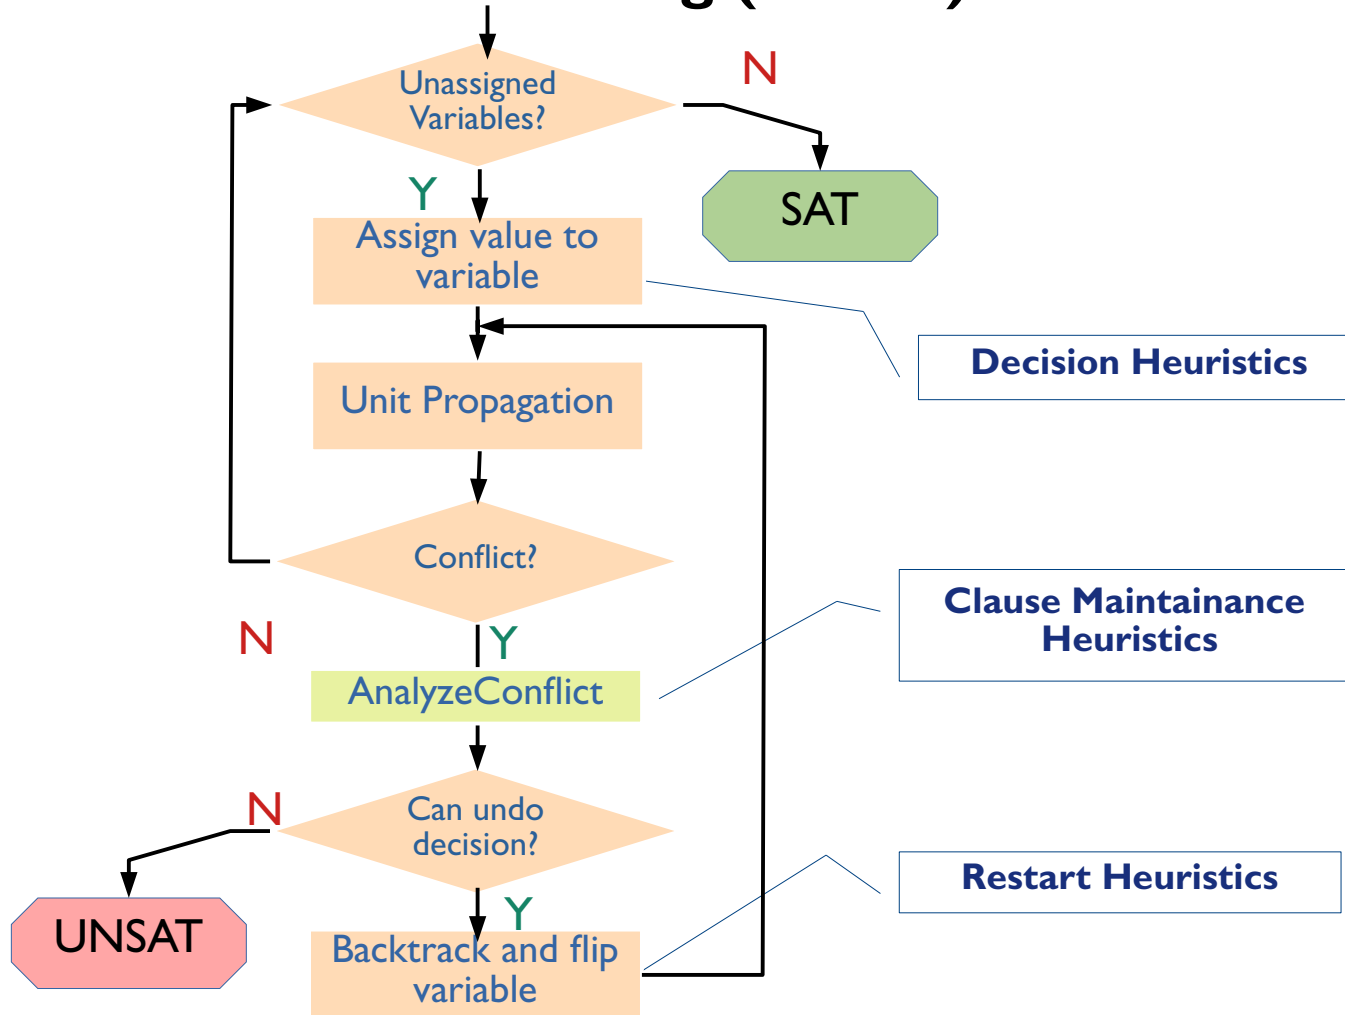 Unassigned
Variables?
N
Y
SAT
Assign value to
variable
Decision Heuristics
Unit Propagation
Conflict?
Clause Maintainance
Heuristics
N
Y
AnalyzeConflict
N
Can undo
decision?
Restart Heuristics
Y
UNSAT
Backtrack and flip
variable